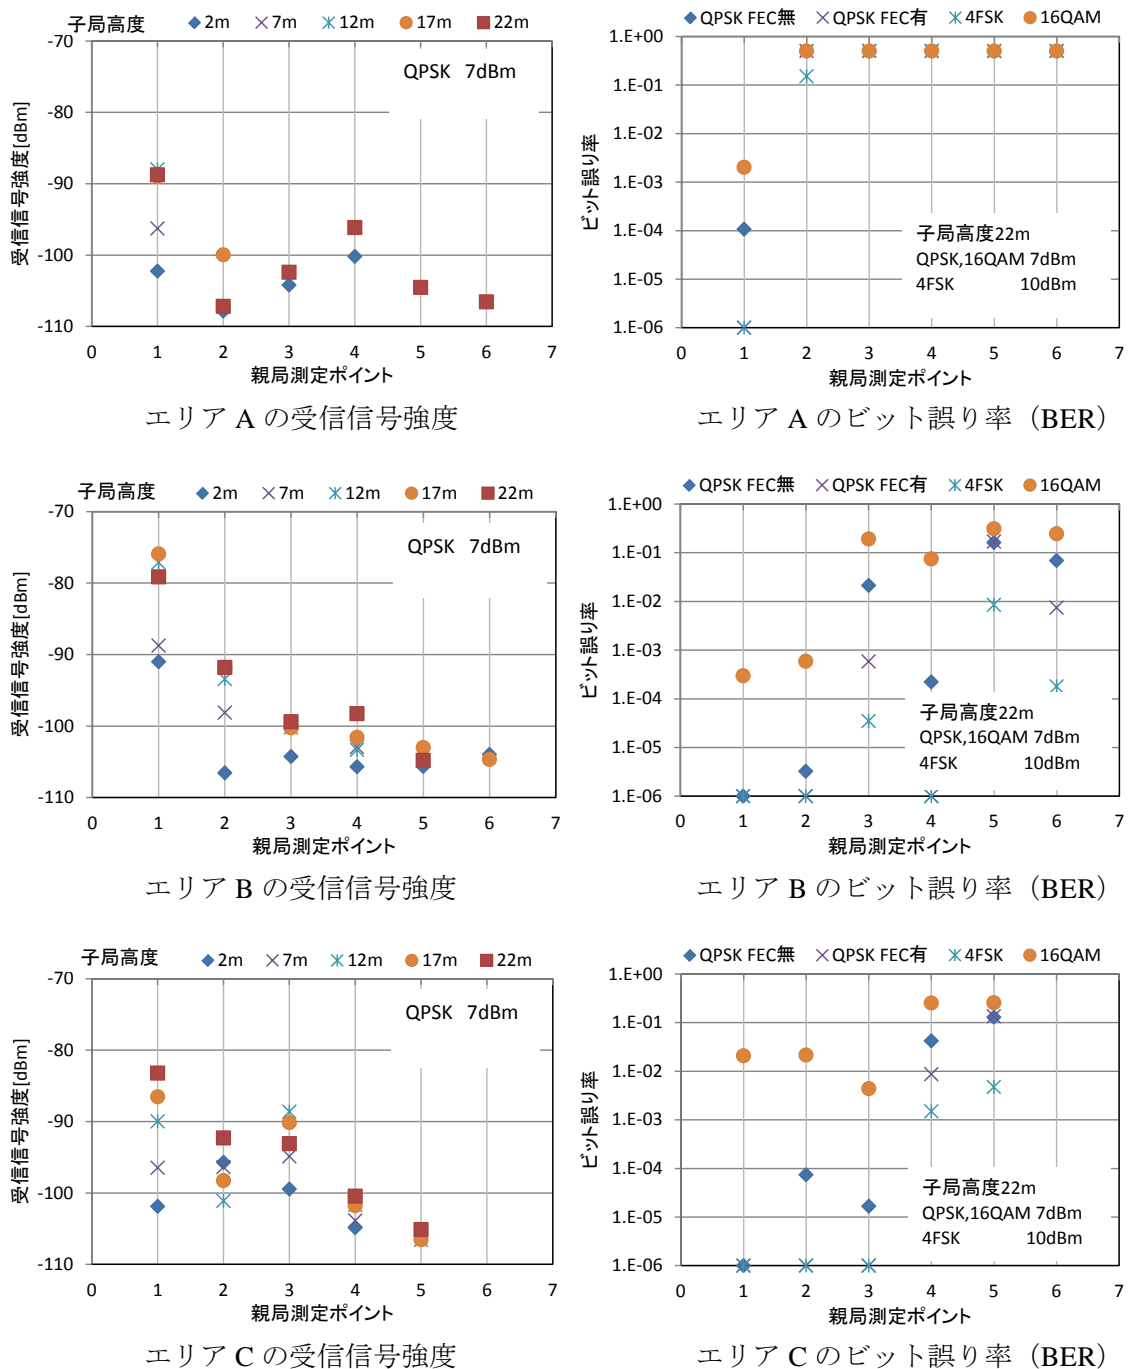 子局高度 2m 7m 12m 17m 22m
-70
-80
-90
-100
-110
受信信号強度[dBm]
QPSK 7dBm
0 1 2 3 4 5 6 7
親局測定ポイント
エリア A の受信信号強度
QPSK FEC無 QPSK FEC有 4FSK 16QAM
1.E+00
1.E-01
1.E-02
1.E-03
1.E-04
1.E-05
1.E-06
ビット誤り率
子局高度22m
QPSK,16QAM 7dBm
4FSK 10dBm
0 1 2 3 4 5 6 7
親局測定ポイント
エリア A のビット誤り率（BER）
子局高度 2m 7m 12m 17m 22m
-70
-80
-90
-100
-110
受信信号強度[dBm]
QPSK 7dBm
0 1 2 3 4 5 6 7
親局測定ポイント
エリア B の受信信号強度
QPSK FEC無 QPSK FEC有 4FSK 16QAM
1.E+00
1.E-01
1.E-02
1.E-03
1.E-04
1.E-05
1.E-06
ビット誤り率
子局高度22m
QPSK,16QAM 7dBm
4FSK 10dBm
0 1 2 3 4 5 6 7
親局測定ポイント
エリア B のビット誤り率（BER）
子局高度 2m 7m 12m 17m 22m
-70
-80
-90
-100
-110
受信信号強度[dBm]
QPSK 7dBm
0 1 2 3 4 5 6 7
親局測定ポイント
エリア C の受信信号強度
QPSK FEC無 QPSK FEC有 4FSK 16QAM
1.E+00
1.E-01
1.E-02
1.E-03
1.E-04
1.E-05
1.E-06
ビット誤り率
子局高度22m
QPSK,16QAM 7dBm
4FSK 10dBm
0 1 2 3 4 5 6 7
親局測定ポイント
エリア C のビット誤り率（BER）